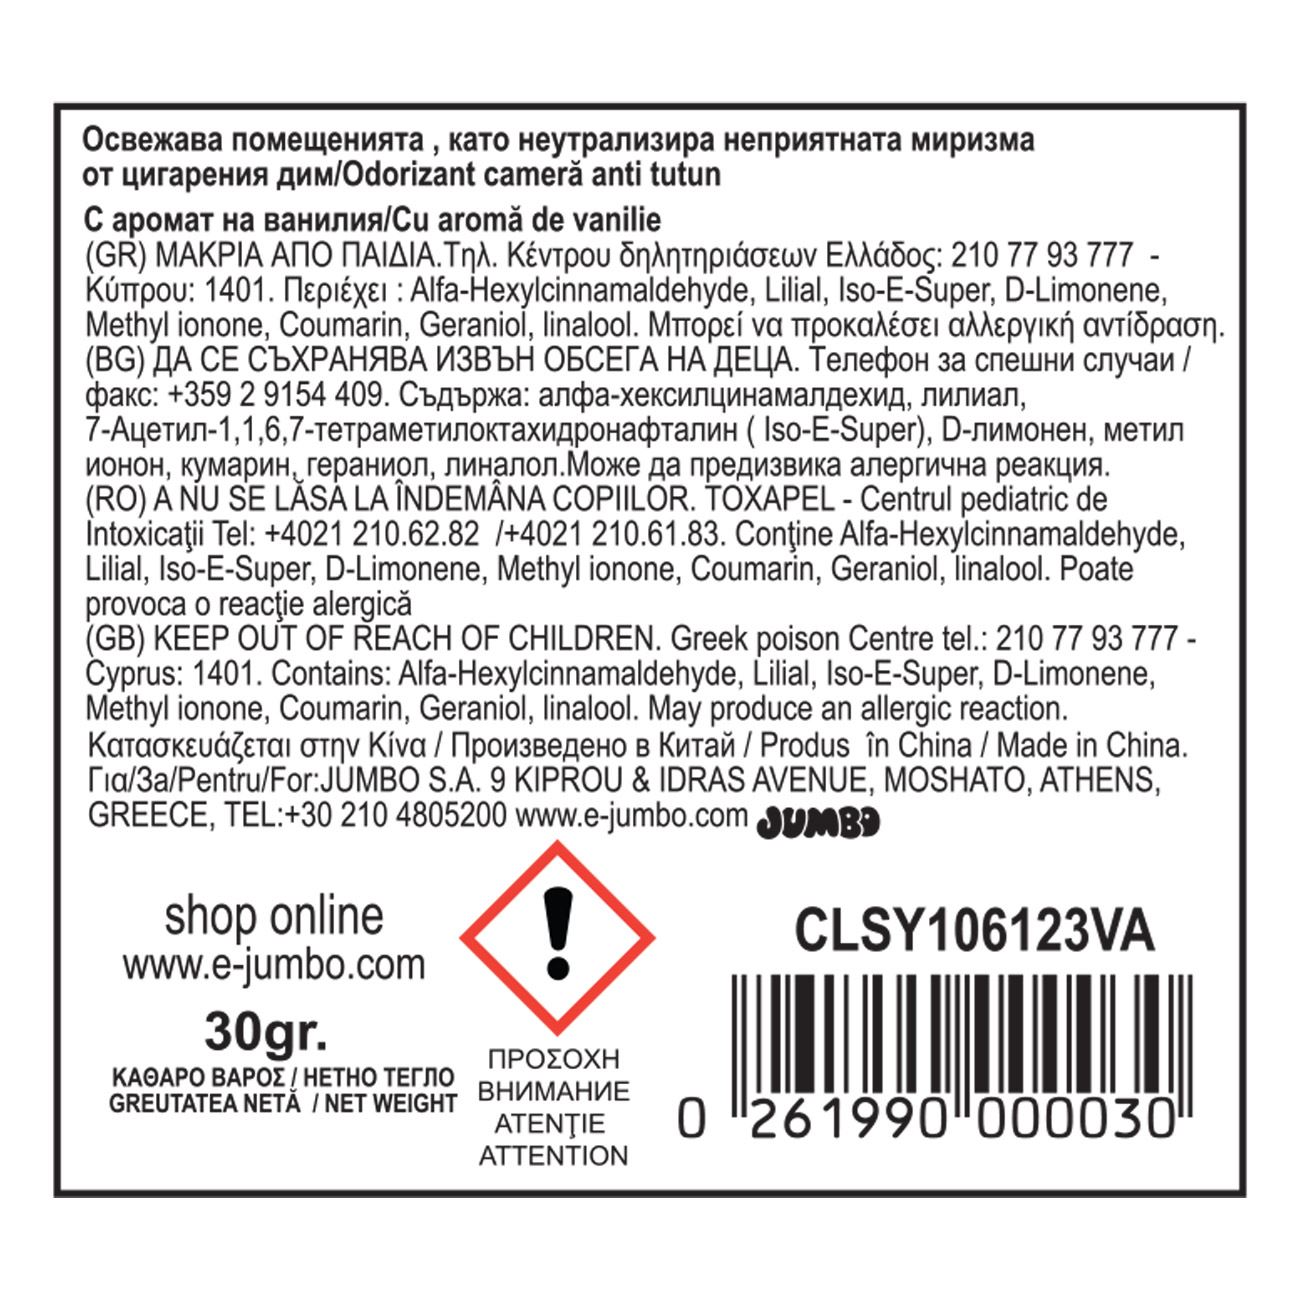 Освежава помещенията , като неутрализира неприятната миризма
от цигарения дим/Odorizant cameră anti tutun
С аромат на ванилия/Cu aromă de vanilie
(GR) ΜΑΚΡΙΑ ΑΠΟ ΠΑΙΔΙΑ.Τηλ. Κέντρου δηλητηριάσεων Ελλάδος: 210 77 93 777 -
Κύπρου: 1401. Περιέχει : Alfa-Hexylcinnamaldehyde, Lilial, Iso-E-Super, D-Limonene,
Methyl ionone, Coumarin, Geraniol, linalool. Μπορεί να προκαλέσει αλλεργική αντίδραση.
(BG) ДА СЕ СЪХРАНЯВА ИЗВЪН ОБСЕГА НА ДЕЦА. Телефон за спешни случаи /
факс: +359 2 9154 409. Съдържа: алфа-хексилцинамалдехид, лилиал,
7-Ацетил-1,1,6,7-тетраметилоктахидронафталин ( Iso-E-Super), D-лимонен, метил
ионон, кумарин, гераниол, линалол.Може да предизвика алергична реакция.
(RO) A NU SE LĂSA LA ÎNDEMÂNA COPIILOR. TOXAPEL - Centrul pediatric de
Intoxicaţii Tel: +4021 210.62.82 /+4021 210.61.83. Conţine Alfa-Hexylcinnamaldehyde,
Lilial, Iso-E-Super, D-Limonene, Methyl ionone, Coumarin, Geraniol, linalool. Poate
provoca o reacţie alergică
(GB) KEEP OUT OF REACH OF CHILDREN. Greek poison Centre tel.: 210 77 93 777 -
Cyprus: 1401. Contains: Alfa-Hexylcinnamaldehyde, Lilial, Iso-E-Super, D-Limonene,
Methyl ionone, Coumarin, Geraniol, linalool. May produce an allergic reaction.
Κατασκευάζεται στην Κίνα / Произведено в Китай / Produs în China / Made in China.
Για/За/Pentru/For:JUMBO S.A. 9 KIPROU & IDRAS AVENUE, MOSHATO, ATHENS,
GREECE, TEL:+30 210 4805200 www.e-jumbo.com JUMBO
shop online
www.e-jumbo.com
30gr.
ΚΑΘΑΡΟ ΒΑΡΟΣ / НЕТНО ТЕГЛО
GREUTATEA NETĂ / NET WEIGHT
ΠΡΟΣΟΧΗ
ВНИМАНИЕ
ATENŢIE
ATTENTION
CLSY106123VA
0 261990 000030